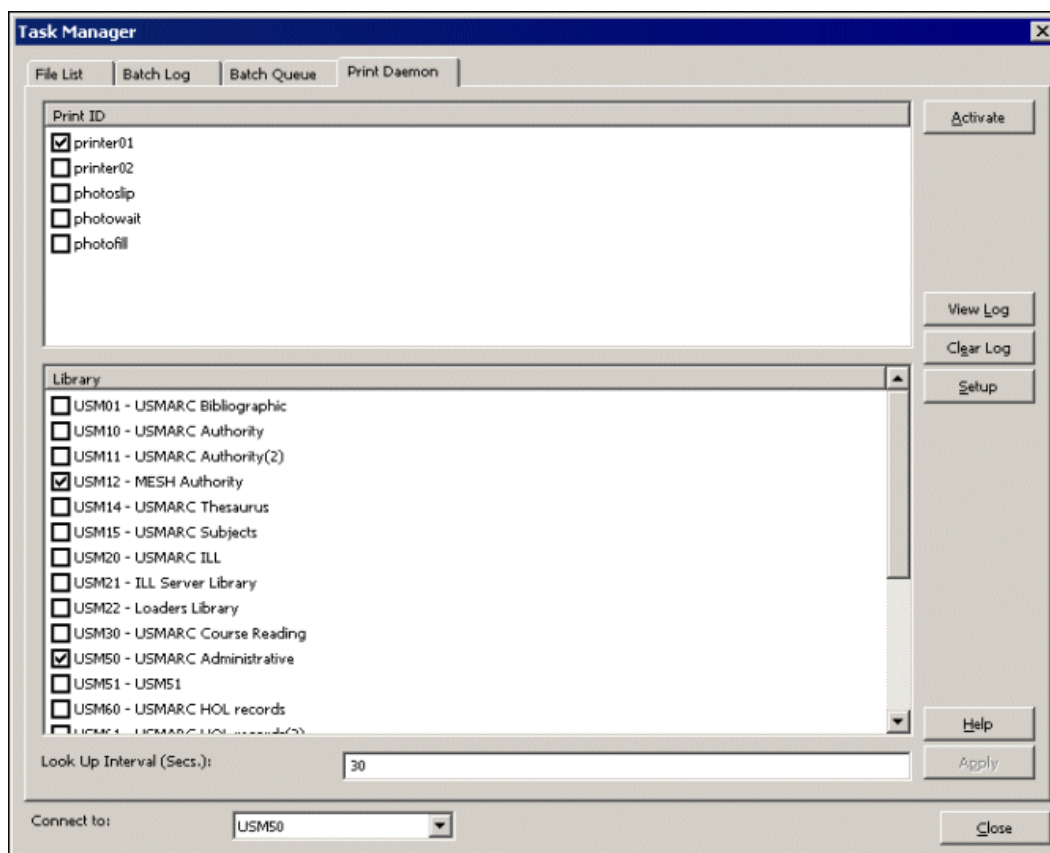 Task Manager
File List Batch Log Batch Queue Print Daemon
Print ID
printer01
printer02
photoslip
photowait
photofill
Activate
View Log
Clear Log
Setup
Library
USM01 - USMARC Bibliographic
USM10 - USMARC Authority
USM11 - USMARC Authority(2)
USM12 - MESH Authority
USM14 - USMARC Thesaurus
USM15 - USMARC Subjects
USM20 - USMARC ILL
USM21 - ILL Server Library
USM22 - Loaders Library
USM30 - USMARC Course Reading
USM50 - USMARC Administrative
USM51 - USM51
USM60 - USMARC HOL records
Help
Look Up Interval (Secs.): 30
Apply
Connect to: USM50
Close